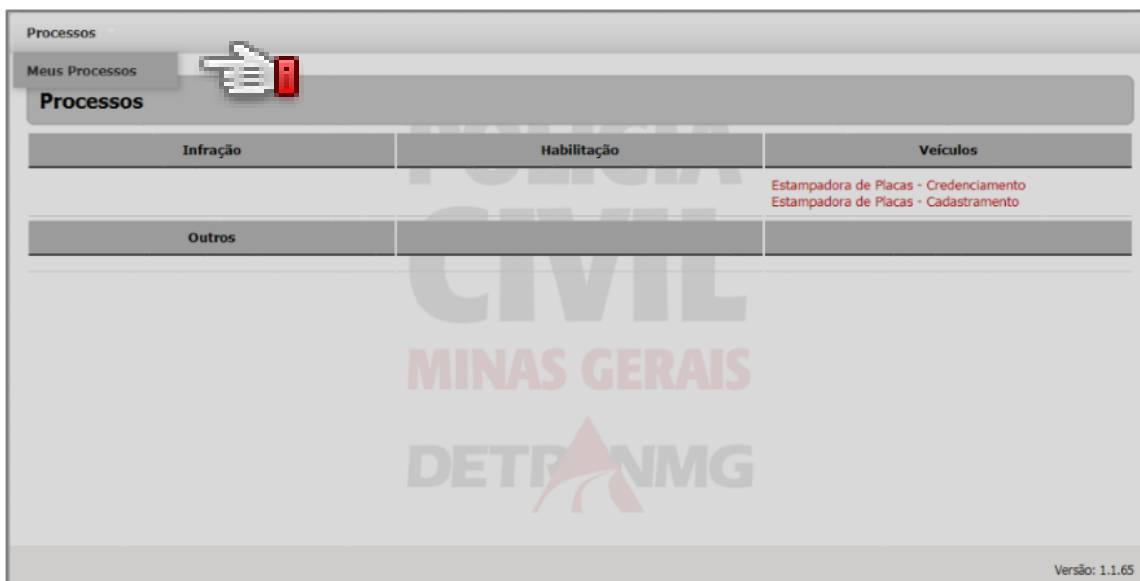 Processos
Meus Processos
Processos
Infração Habilitação Veículos
Estampadora de Placas - Credenciamento
Estampadora de Placas - Cadastramento
Outros
POLÍCIA
CIVIL
MINAS GERAIS
DETRANMG
Versão: 1.1.65